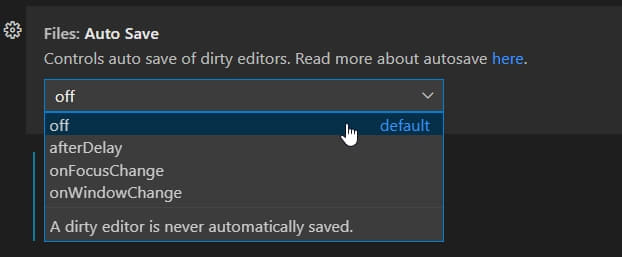 Files: Auto Save
Controls auto save of dirty editors. Read more about autosave here.
off
off default
afterDelay
onFocusChange
onWindowChange
A dirty editor is never automatically saved.